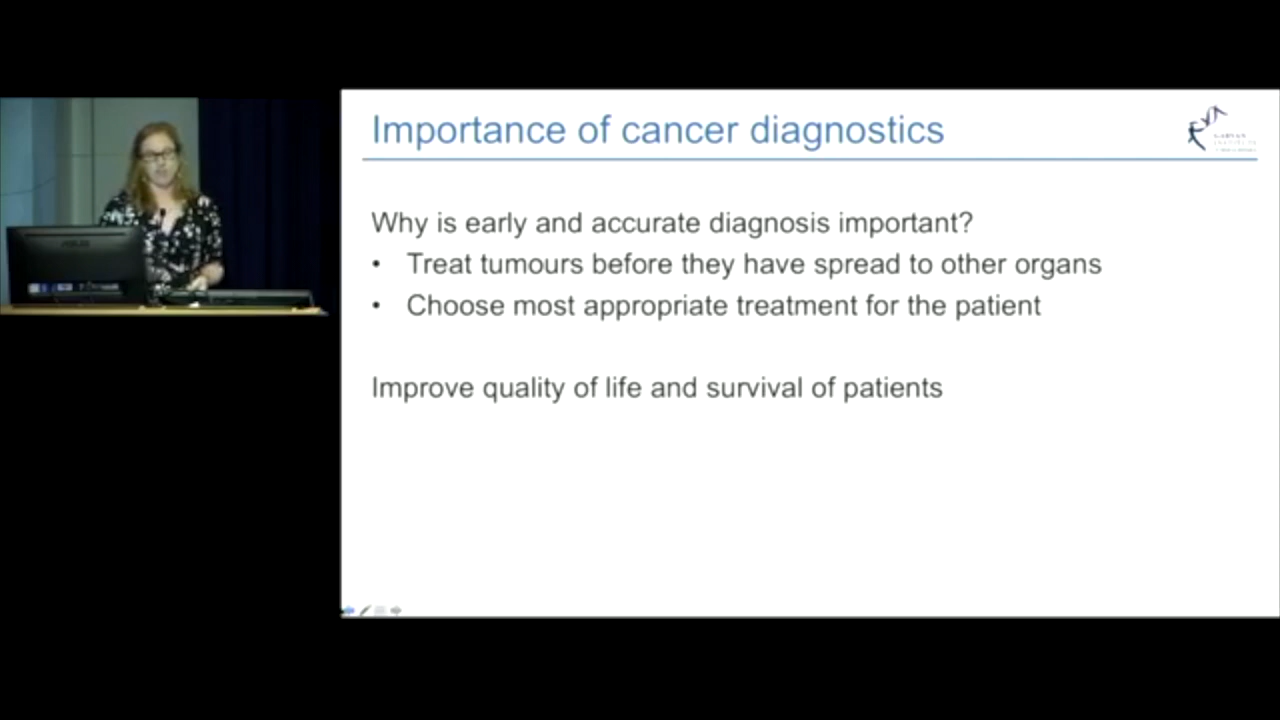 Importance of cancer diagnostics
Why is early and accurate diagnosis important?
• Treat tumours before they have spread to other organs
• Choose most appropriate treatment for the patient
Improve quality of life and survival of patients